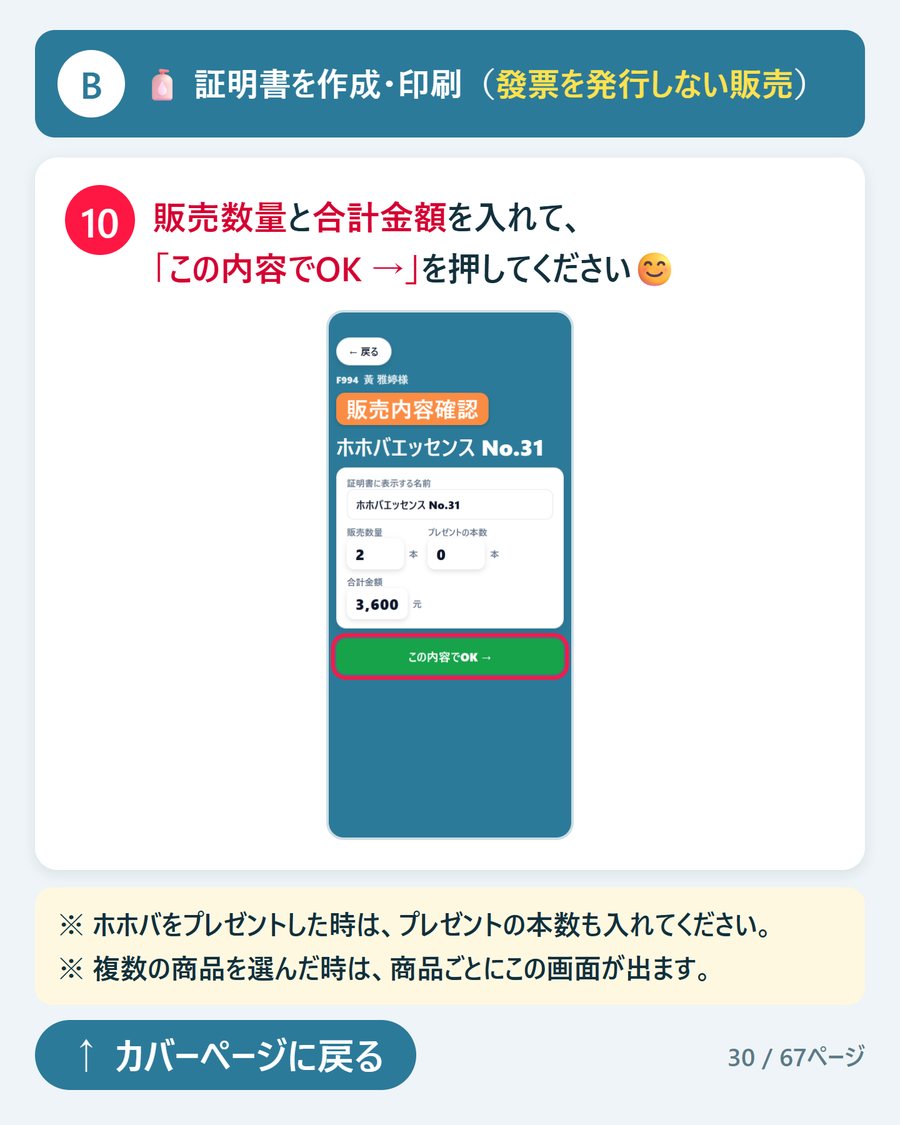 B 証明書を作成・印刷（發票を発行しない販売）
10 販売数量と合計金額を入れて、
「この内容でOK →」を押してください😊
← 戻る
F994 黃 雅婷様
販売内容確認
ホホバエッセンス No.31
証明書に表示する名前
ホホバエッセンス No.31
販売数量 プレゼントの本数
2 本 0 本
合計金額
3,600 元
この内容でOK →
※ ホホバをプレゼントした時は、プレゼントの本数も入れてください。
※ 複数の商品を選んだ時は、商品ごとにこの画面が出ます。
↑ カバーページに戻る
30 / 67ページ